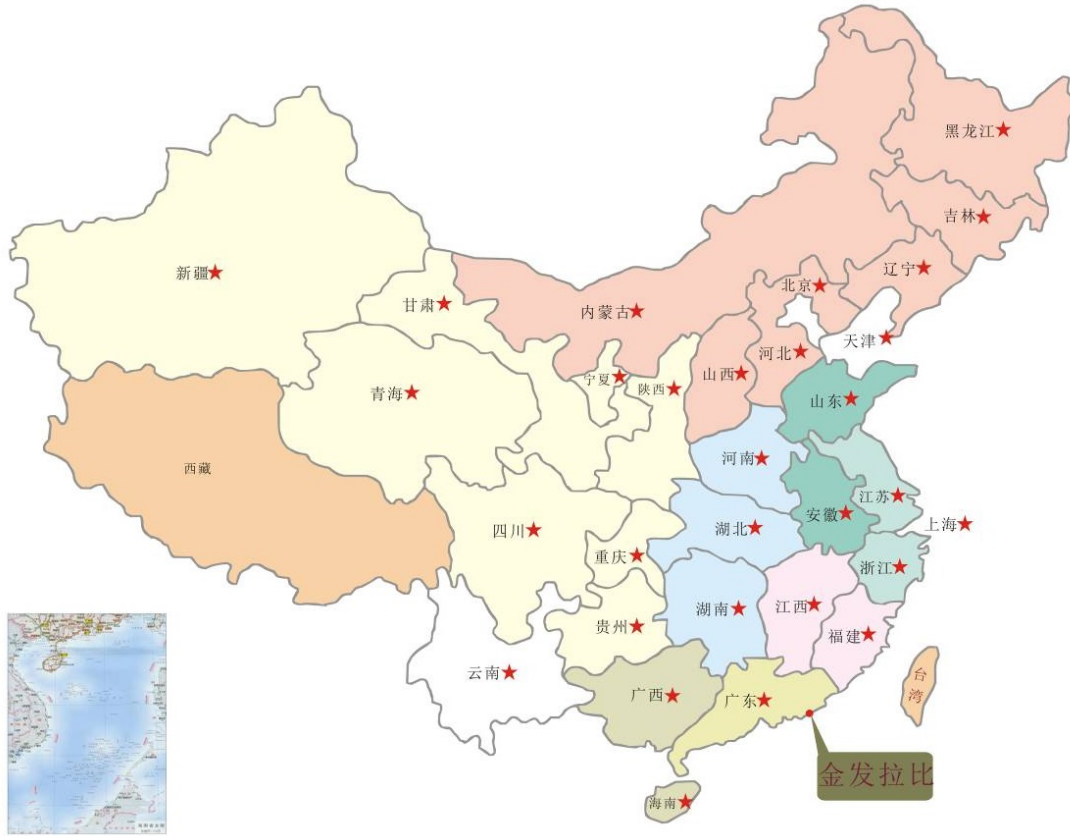 黑龙江
吉林
辽宁
新疆
北京
甘肃
内蒙古
天津
河北
山西
宁夏
陕西
青海
山东
河南
西藏
江苏
安徽
上海
湖北
四川
重庆
浙江
江西
湖南
贵州
福建
云南
台湾
广西
广东
金发拉比
海南